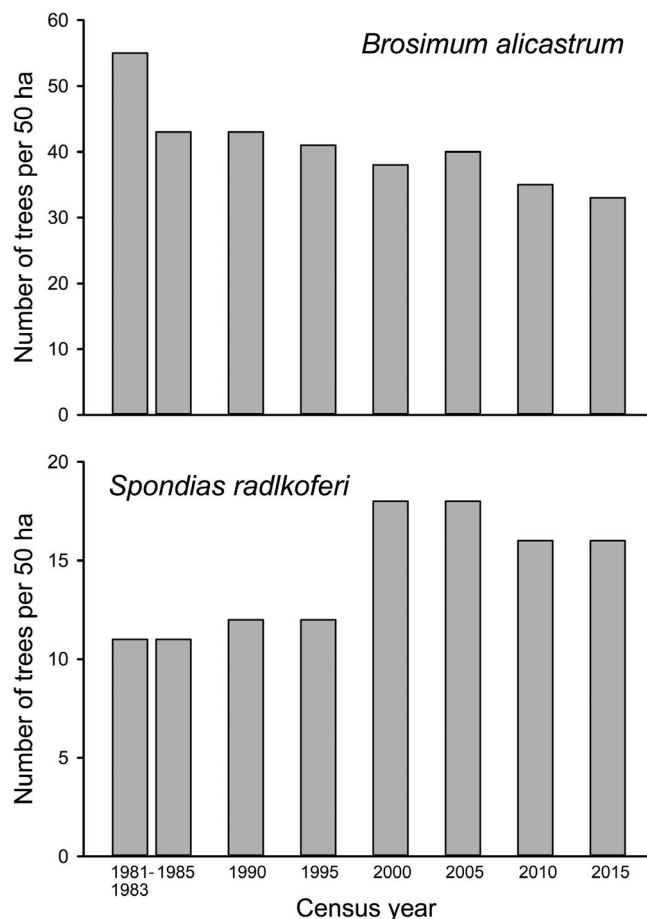 Brosimum alicastrum
Number of trees per 50 ha
60
50
40
30
20
10
0
Spondias radlkoferi
Number of trees per 50 ha
20
15
10
5
0
1981- 1985 1990 1995 2000 2005 2010 2015
1983
Census year